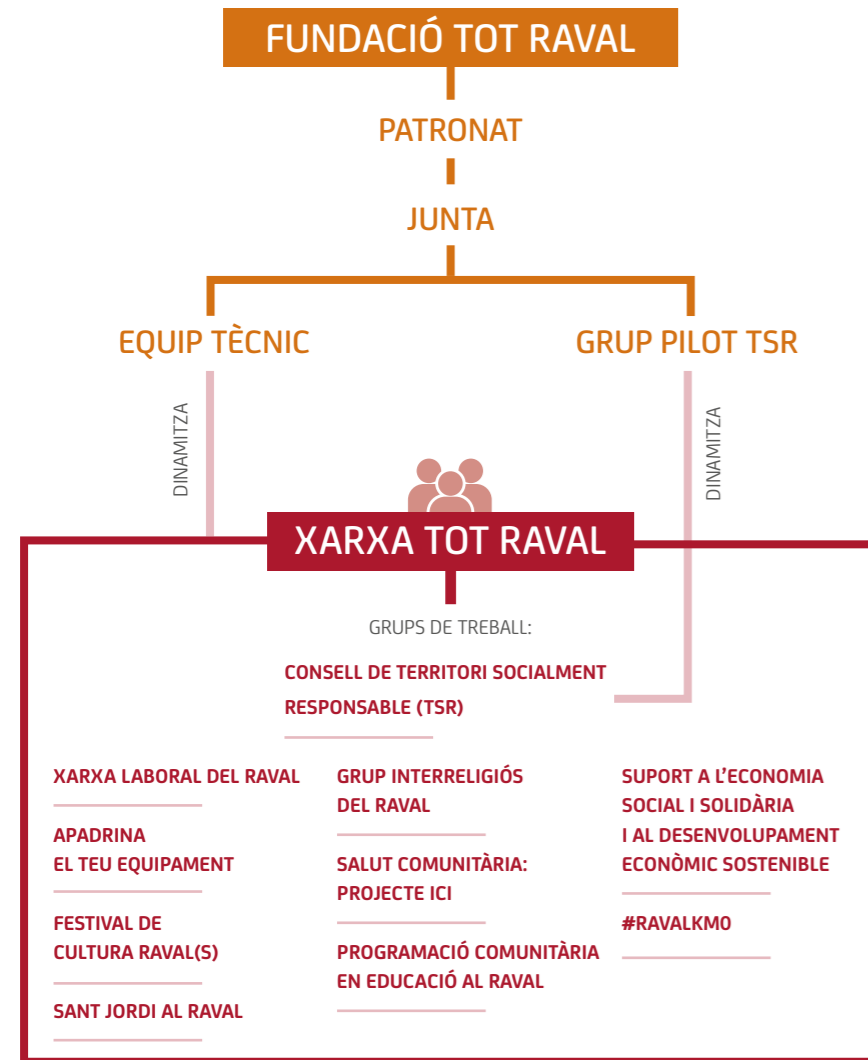 FUNDACIÓ TOT RAVAL
PATRONAT
JUNTA
EQUIP TÈCNIC
GRUP PILOT TSR
DINAMITZA
DINAMITZA
XARXA TOT RAVAL
GRUPS DE TREBALL:
CONSELL DE TERRITORI SOCIALMENT
RESPONSABLE (TSR)
XARXA LABORAL DEL RAVAL
APADRINA
EL TEU EQUIPAMENT
FESTIVAL DE
CULTURA RAVAL(S)
SANT JORDI AL RAVAL
GRUP INTERRELIGIÓS
DEL RAVAL
SALUT COMUNITÀRIA:
PROJECTE ICI
PROGRAMACIÓ COMUNITÀRIA
EN EDUCACIÓ AL RAVAL
SUPORT A L’ECONOMIA
SOCIAL I SOLIDÀRIA
I AL DESENVOLUPAMENT
ECONÒMIC SOSTENIBLE
#RAVALKM0